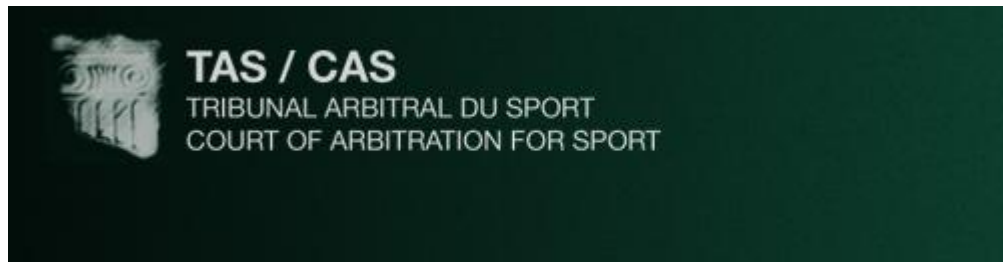 TAS / CAS
TRIBUNAL ARBITRAL DU SPORT
COURT OF ARBITRATION FOR SPORT